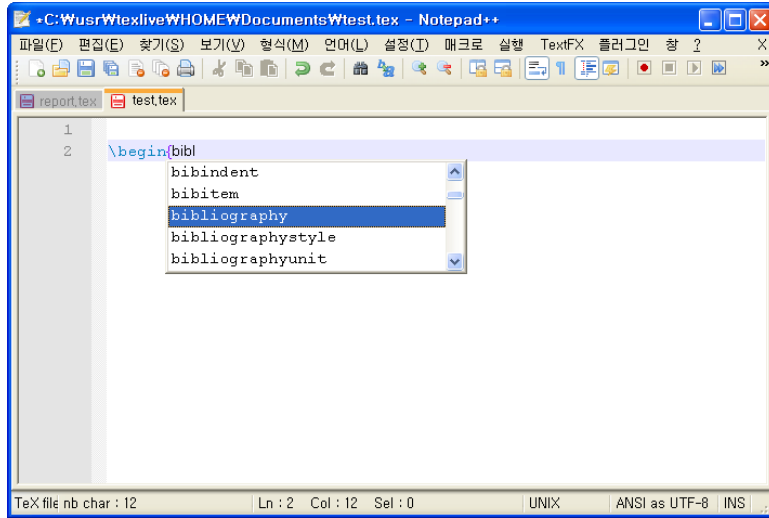 *C:₩usr₩texlive₩HOME₩Documents₩test.tex - Notepad++
파일(F) 편집(E) 찾기(S) 보기(V) 형식(M) 언어(L) 설정(T) 매크로 실행 TextFX 플러그인 창 ? X
report.tex test.tex
1
2 \begin{bibl
bibindent
bibitem
bibliography
bibliographystyle
bibliographyunit
TeX file nb char : 12 Ln : 2 Col : 12 Sel : 0 UNIX ANSI as UTF-8 INS